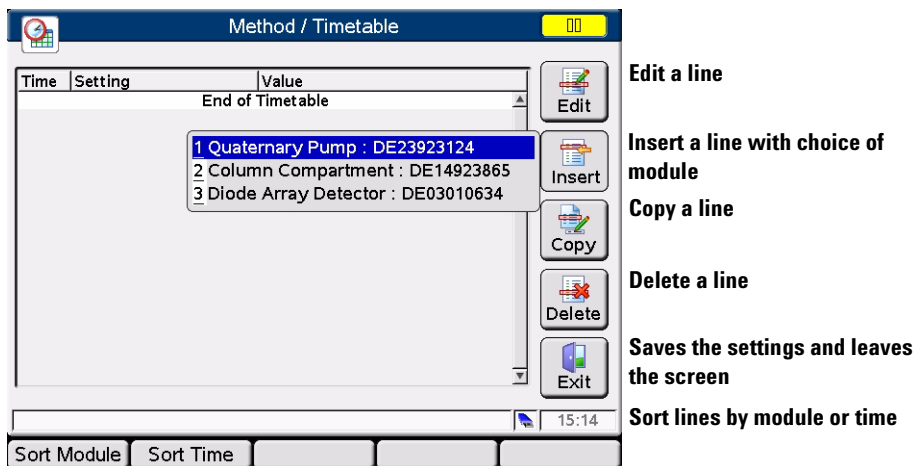 Method / Timetable
Time Setting Value
End of Timetable
1 Quaternary Pump : DE23923124
2 Column Compartment : DE14923865
3 Diode Array Detector : DE03010634
Edit
Insert
Copy
Delete
Exit
15:14
Sort Module Sort Time
Edit a line
Insert a line with choice of
module
Copy a line
Delete a line
Saves the settings and leaves
the screen
Sort lines by module or time